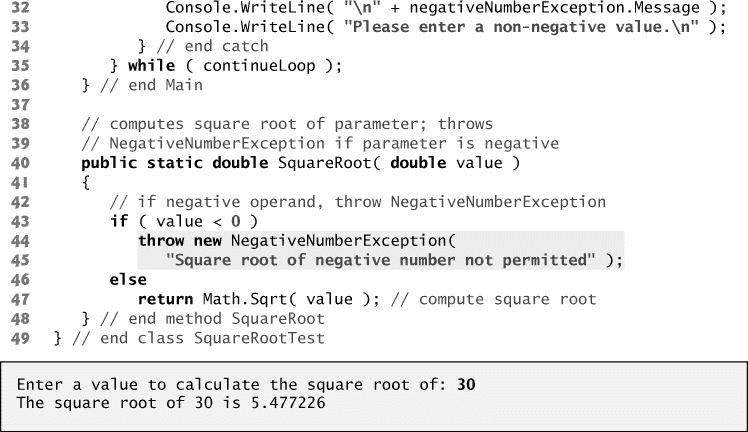 32 Console.WriteLine( "\n" + negativeNumberException.Message );
33 Console.WriteLine( "Please enter a non-negative value.\n" );
34 } // end catch
35 } while ( continueLoop );
36 } // end Main
37
38 // computes square root of parameter; throws
39 // NegativeNumberException if parameter is negative
40 public static double SquareRoot( double value )
41 {
42 // if negative operand, throw NegativeNumberException
43 if ( value < 0 )
44 throw new NegativeNumberException(
45 "Square root of negative number not permitted" );
46 else
47 return Math.Sqrt( value ); // compute square root
48 } // end method SquareRoot
49 } // end class SquareRootTest
Enter a value to calculate the square root of: 30
The square root of 30 is 5.477226